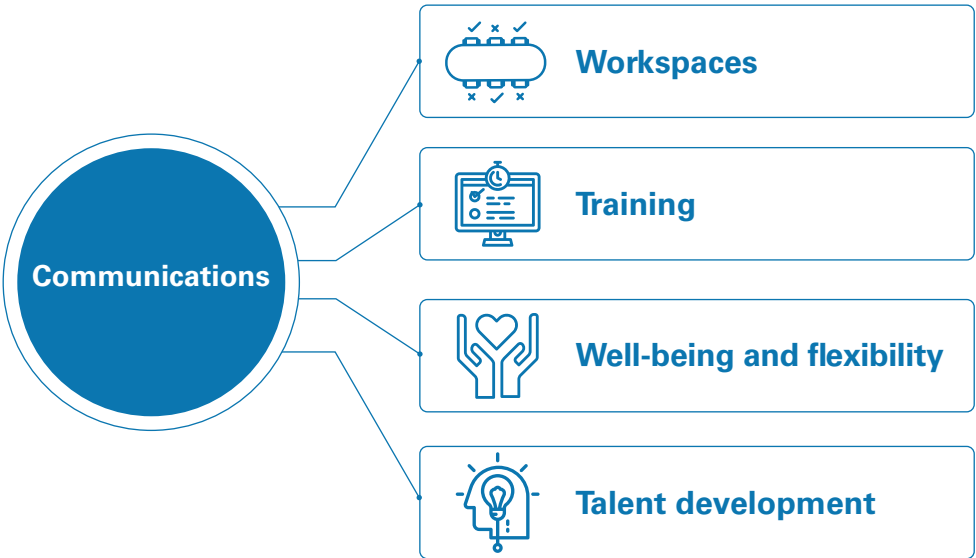 Communications
Workspaces
Training
Well-being and flexibility
Talent development